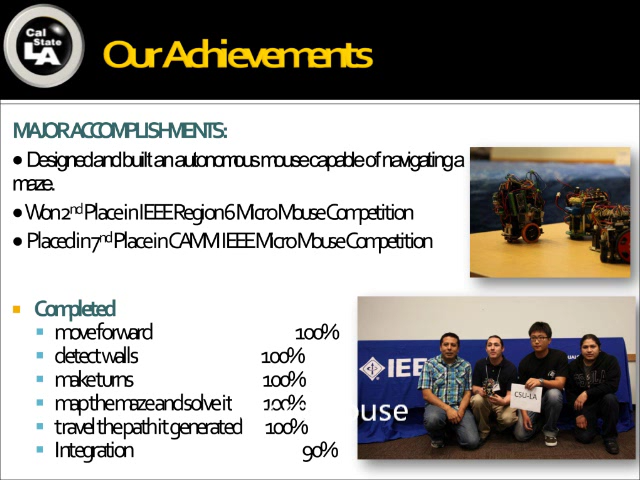 Cal
State
LA
Our Achievements
MAJOR ACCOMPLISHMENTS:
• Designed and built an autonomous mouse capable of navigating a
maze.
• Won 2nd Place in IEEE Region 6 Micro Mouse Competition
• Placed in 7nd Place in CAMM IEEE Micro Mouse Competition
Completed
move forward 100%
detect walls 100%
make turns 100%
map the maze and solve it 100%
travel the path it generated 100%
Integration 90%
IEE
CSU-LA
ouse